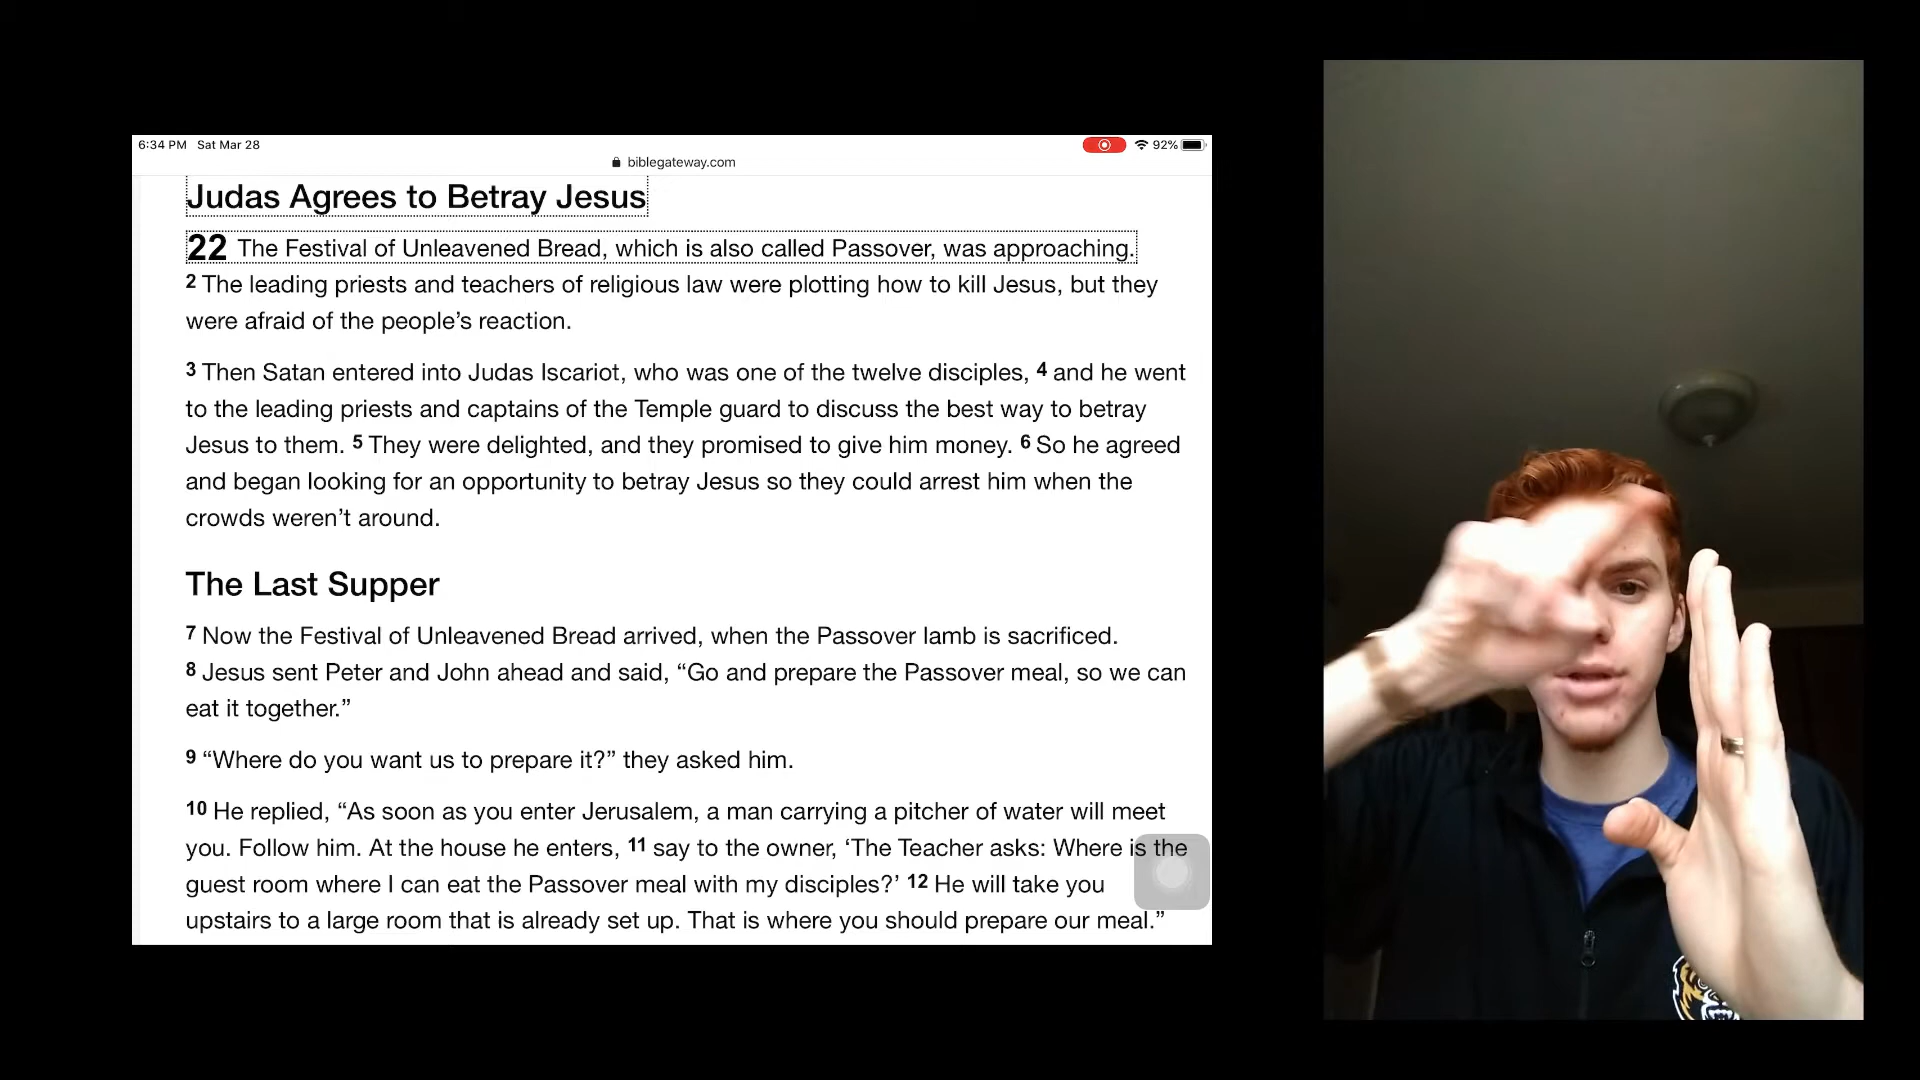 6:34 PM Sat Mar 28
92%
biblegateway.com
Judas Agrees to Betray Jesus
22 The Festival of Unleavened Bread, which is also called Passover, was approaching.
2 The leading priests and teachers of religious law were plotting how to kill Jesus, but they
were afraid of the people’s reaction.
3 Then Satan entered into Judas Iscariot, who was one of the twelve disciples, 4 and he went
to the leading priests and captains of the Temple guard to discuss the best way to betray
Jesus to them. 5 They were delighted, and they promised to give him money. 6 So he agreed
and began looking for an opportunity to betray Jesus so they could arrest him when the
crowds weren’t around.
The Last Supper
7 Now the Festival of Unleavened Bread arrived, when the Passover lamb is sacrificed.
8 Jesus sent Peter and John ahead and said, “Go and prepare the Passover meal, so we can
eat it together.”
9 “Where do you want us to prepare it?” they asked him.
10 He replied, “As soon as you enter Jerusalem, a man carrying a pitcher of water will meet
you. Follow him. At the house he enters, 11 say to the owner, ‘The Teacher asks: Where is the
guest room where I can eat the Passover meal with my disciples?’ 12 He will take you
upstairs to a large room that is already set up. That is where you should prepare our meal.”